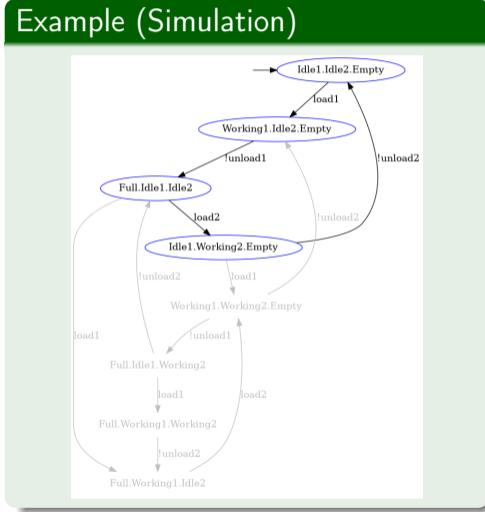 Example (Simulation)
Idle1.Idle2.Empty
load1
Working1.Idle2.Empty
!unload1
!unload2
Full.Idle1.Idle2
load2
!unload2
Idle1.Working2.Empty
!unload2
load1
Working1.Working2.Empty
load1
!unload1
Full.Idle1.Working2
load1
load2
Full.Working1.Working2
!unload2
Full.Working1.Idle2